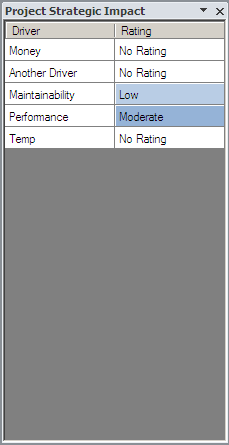 Project Strategic Impact
Driver Rating
Money No Rating
Another Driver No Rating
Maintainability Low
Performance Moderate
Temp No Rating